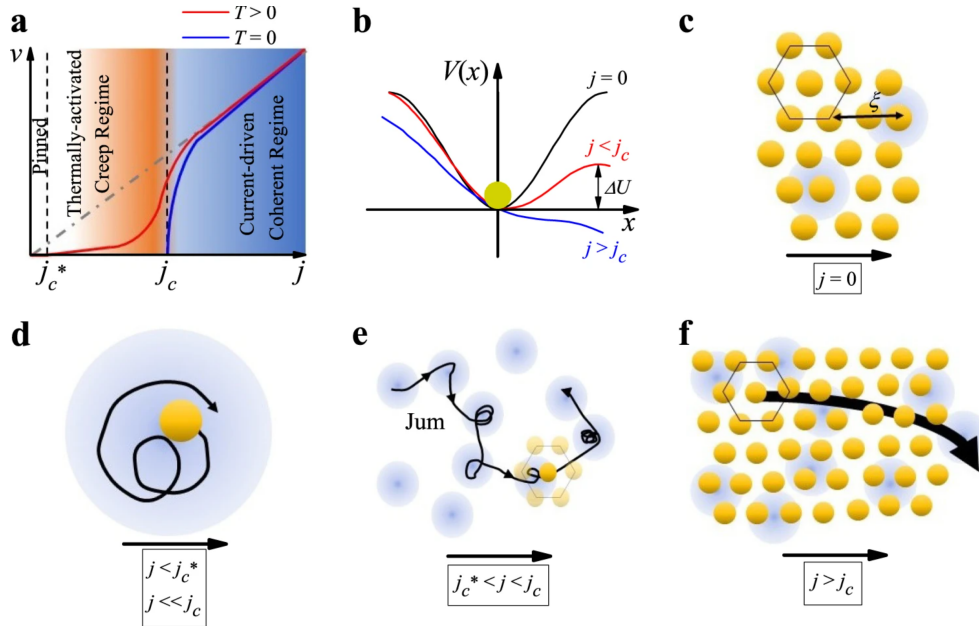 a
T > 0
T = 0
v
Pinned
Thermally-activated
Creep Regime
Current-driven
Coherent Regime
j_c*
j_c
j
b
V(x)
j = 0
j < j_c
ΔU
x
j > j_c
c
ξ
j = 0
d
j < j_c*
j << j_c
e
Jum
j_c* < j < j_c
f
j > j_c